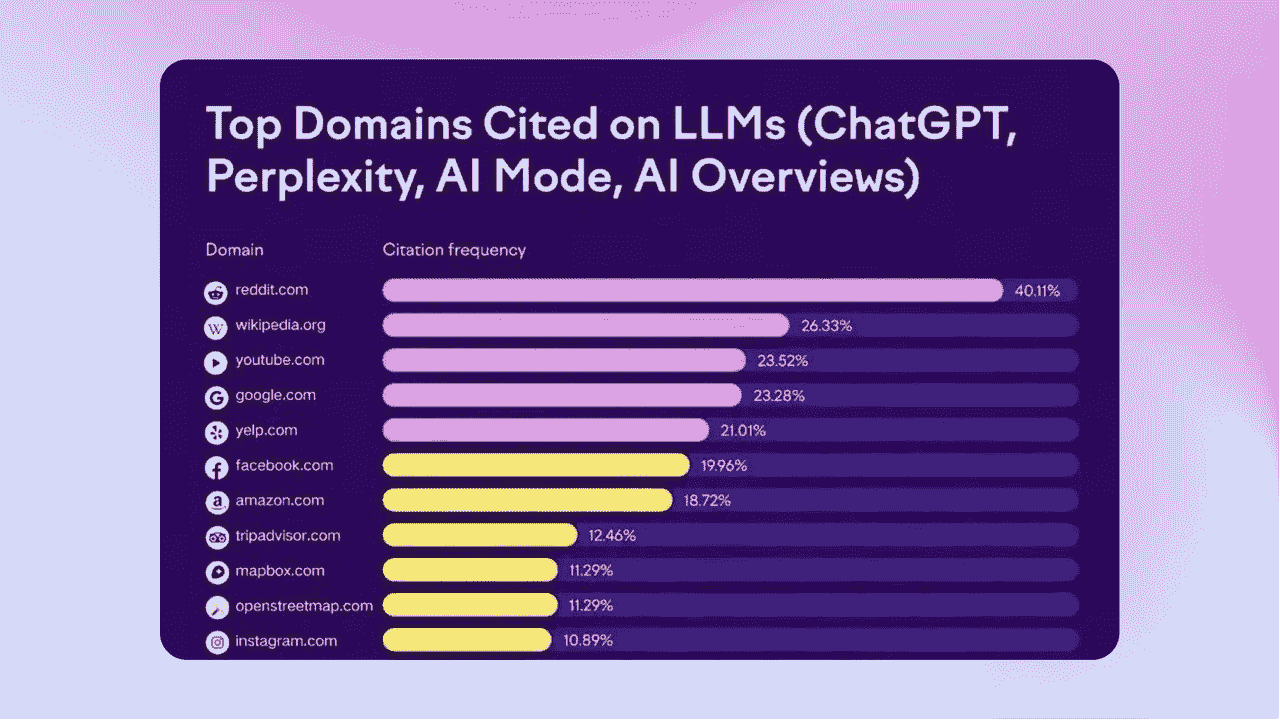 Top Domains Cited on LLMs (ChatGPT,
Perplexity, AI Mode, AI Overviews)
Domain Citation frequency
reddit.com 40.11%
W wikipedia.org 26.33%
youtube.com 23.52%
G google.com 23.28%
yelp.com 21.01%
f facebook.com 19.96%
a amazon.com 18.72%
tripadvisor.com 12.46%
mapbox.com 11.29%
openstreetmap.com 11.29%
instagram.com 10.89%